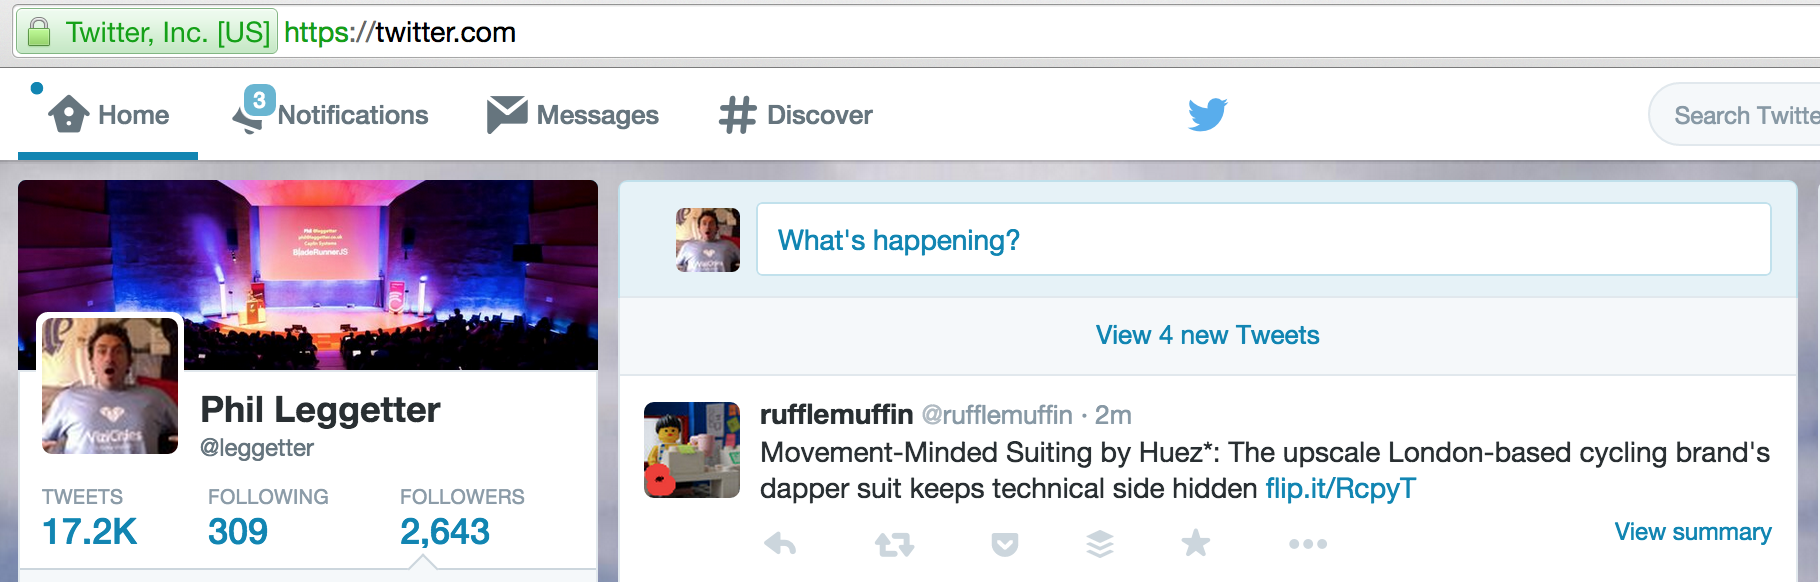 Twitter, Inc. [US] https://twitter.com
Home
3
Notifications
Messages
Discover
Search Twitte
What's happening?
View 4 new Tweets
BladeRunnerJS
Phil Leggetter
@leggetter
TWEETS FOLLOWING FOLLOWERS
17.2K 309 2,643
rufflemuffin @rufflemuffin · 2m
Movement-Minded Suiting by Huez*: The upscale London-based cycling brand's
dapper suit keeps technical side hidden flip.it/RcpyT
View summary